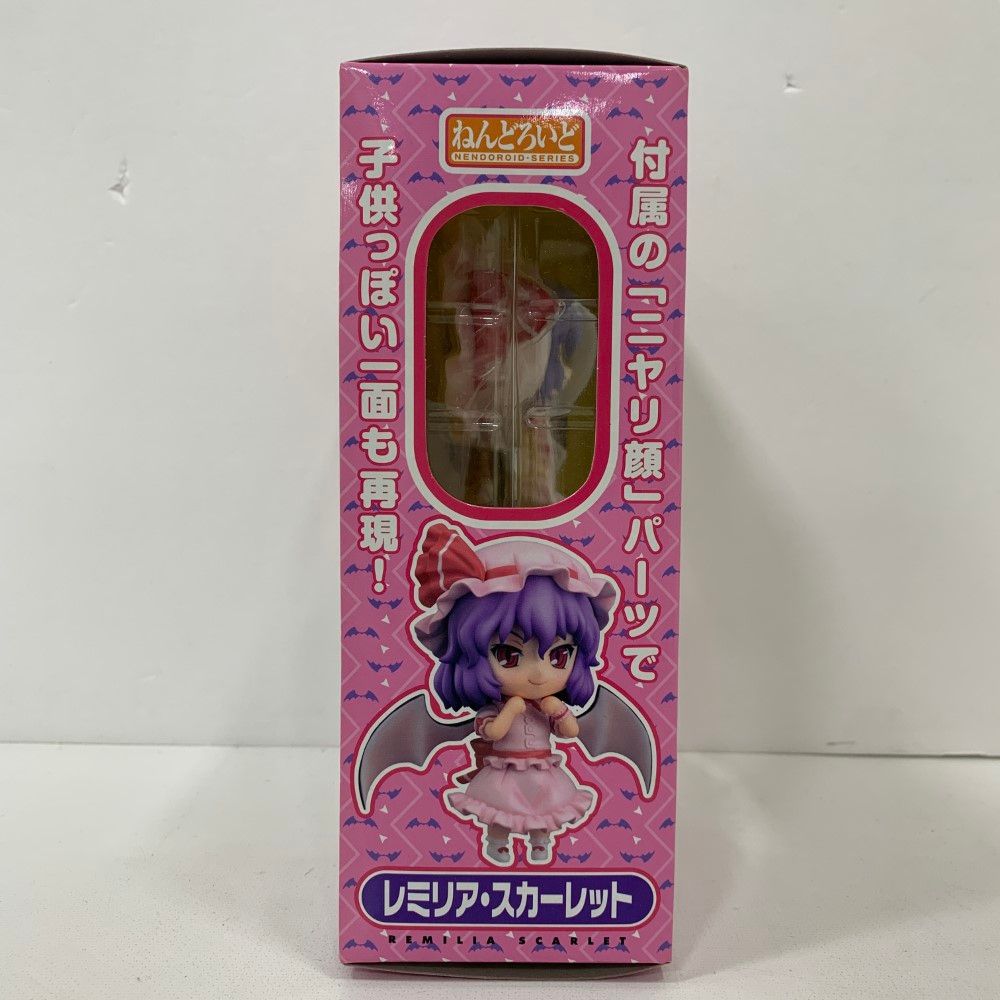 ねんどろいど
NENDOROID・SERIES
付属の「ニヤリ顔」パーツで
子供っぽい一面も再現！
レミリア・スカーレット
REMILIA SCARLET